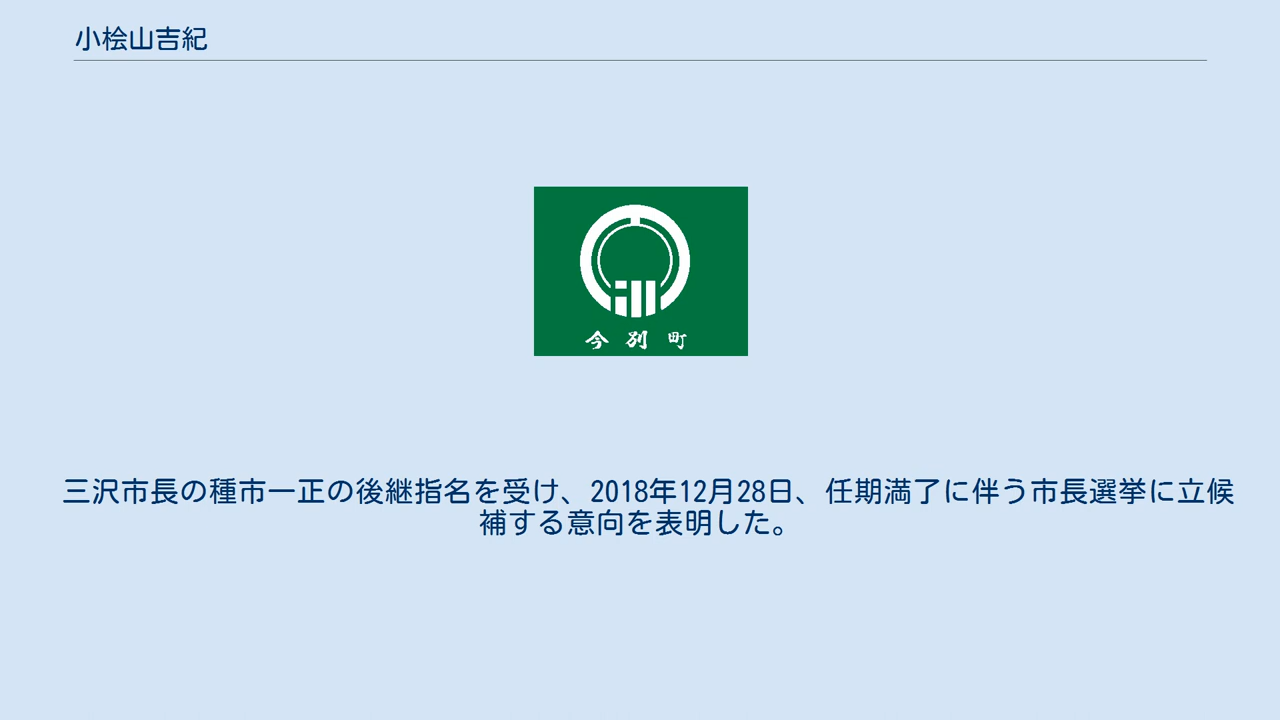 小桧山吉紀
今別町
三沢市長の種市一正の後継指名を受け、2018年12月28日、任期満了に伴う市長選挙に立候
補する意向を表明した。